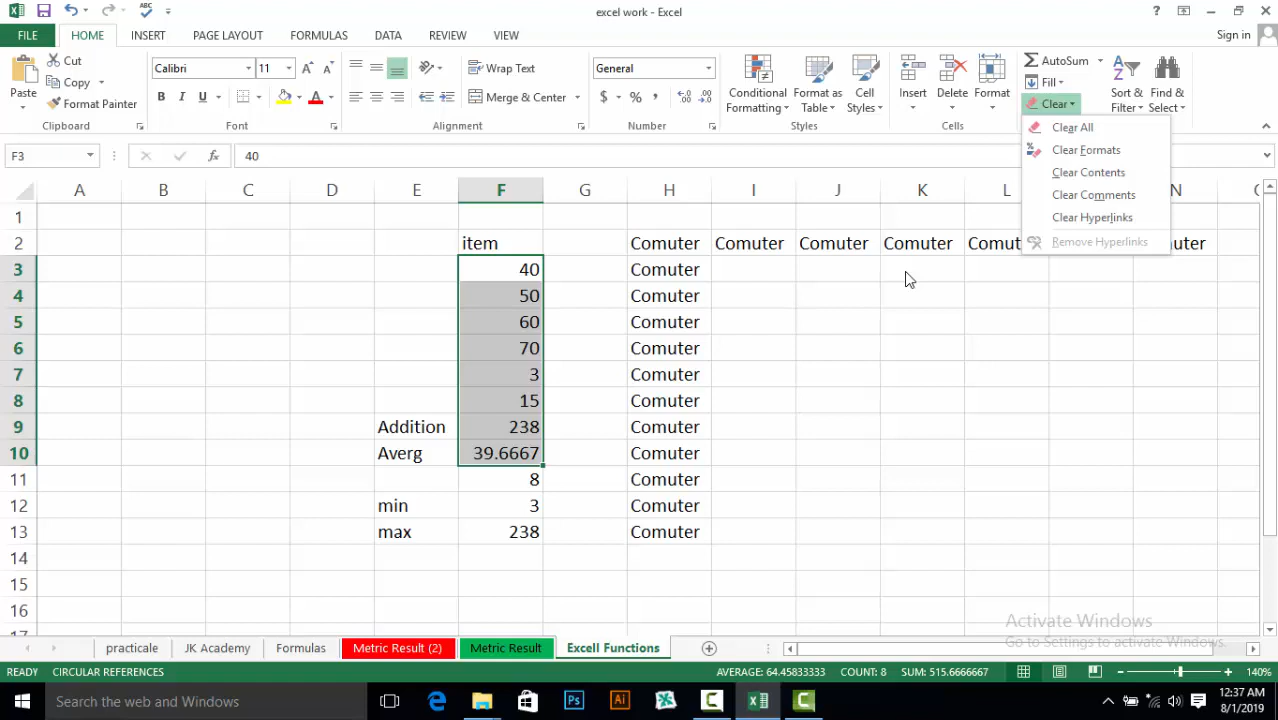 excel work - Excel
FILE HOME INSERT PAGE LAYOUT FORMULAS DATA REVIEW VIEW Sign in
Cut
Copy
Format Painter
Paste
Clipboard
Calibri 11
B I U
Font
Wrap Text
Merge & Center
Alignment
General
$ %
Number
Conditional Formatting
Format as Table
Cell Styles
Styles
Insert Delete Format
Cells
AutoSum
Fill
Clear
Sort & Filter
Find & Select
Clear All
Clear Formats
Clear Contents
Clear Comments
Clear Hyperlinks
Remove Hyperlinks
F3 fx 40
A B C D E F G H I J K L N
1
2 item Comuter Comuter Comuter Comuter
3 40 Comuter
4 50 Comuter
5 60 Comuter
6 70 Comuter
7 3 Comuter
8 15 Comuter
9 Addition 238 Comuter
10 Averg 39.6667 Comuter
11 8 Comuter
12 min 3 Comuter
13 max 238 Comuter
14
15
16
Activate Windows
Go to Settings to activate Windows.
practicale JK Academy Formulas Metric Result (2) Metric Result Excell Functions
READY CIRCULAR REFERENCES AVERAGE: 64.45833333 COUNT: 8 SUM: 515.6666667 140%
Search the web and Windows
12:37 AM
8/1/2019